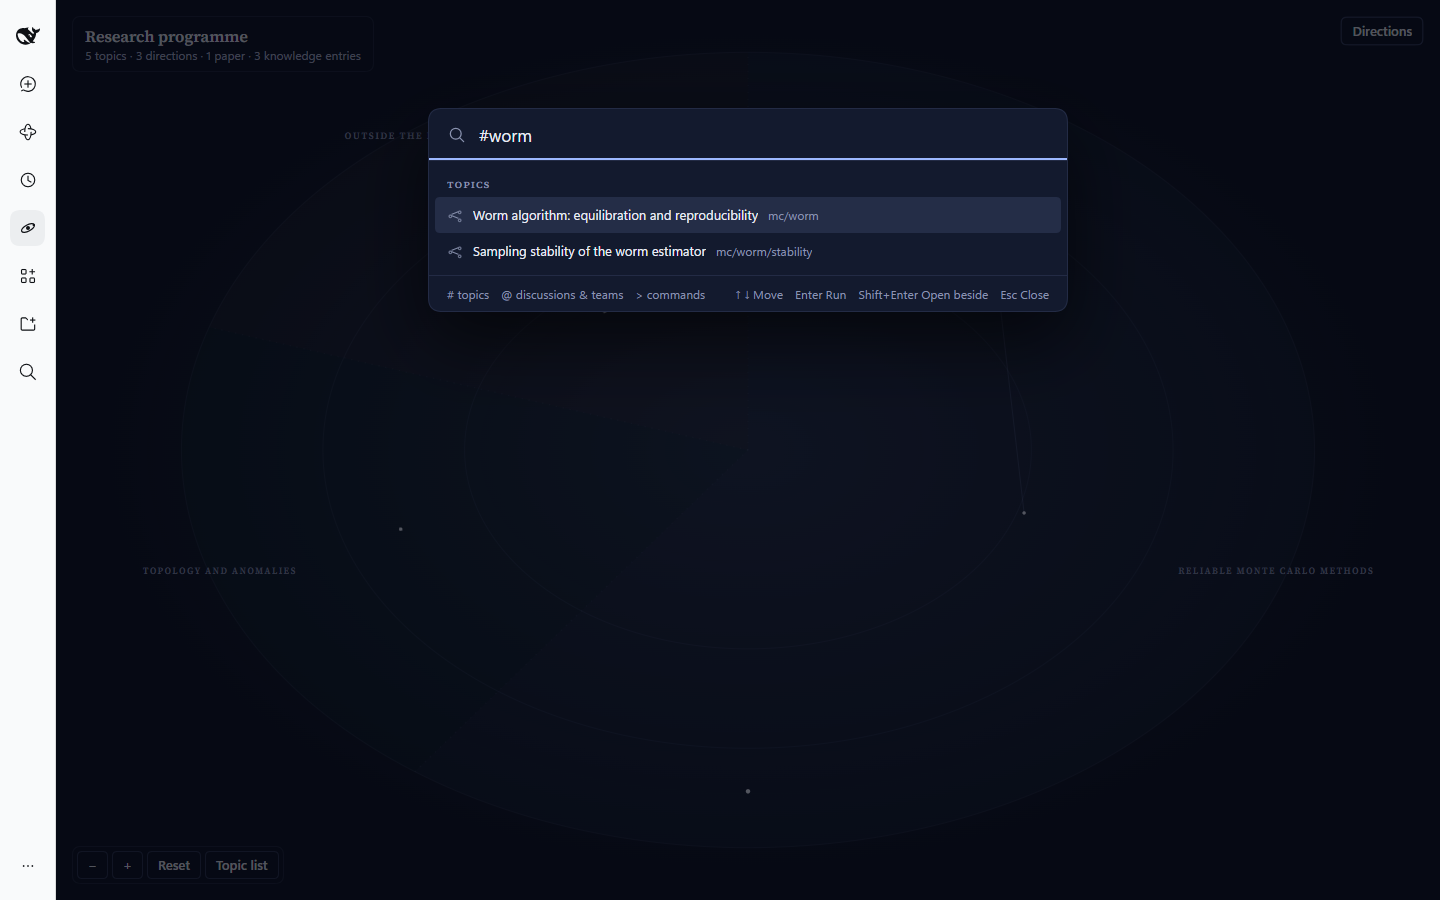 Research programme
5 topics · 3 directions · 1 paper · 3 knowledge entries
Directions
OUTSIDE THE
#worm
TOPICS
Worm algorithm: equilibration and reproducibility mc/worm
Sampling stability of the worm estimator mc/worm/stability
# topics @ discussions & teams > commands ↑↓ Move Enter Run Shift+Enter Open beside Esc Close
TOPOLOGY AND ANOMALIES
RELIABLE MONTE CARLO METHODS
− + Reset Topic list